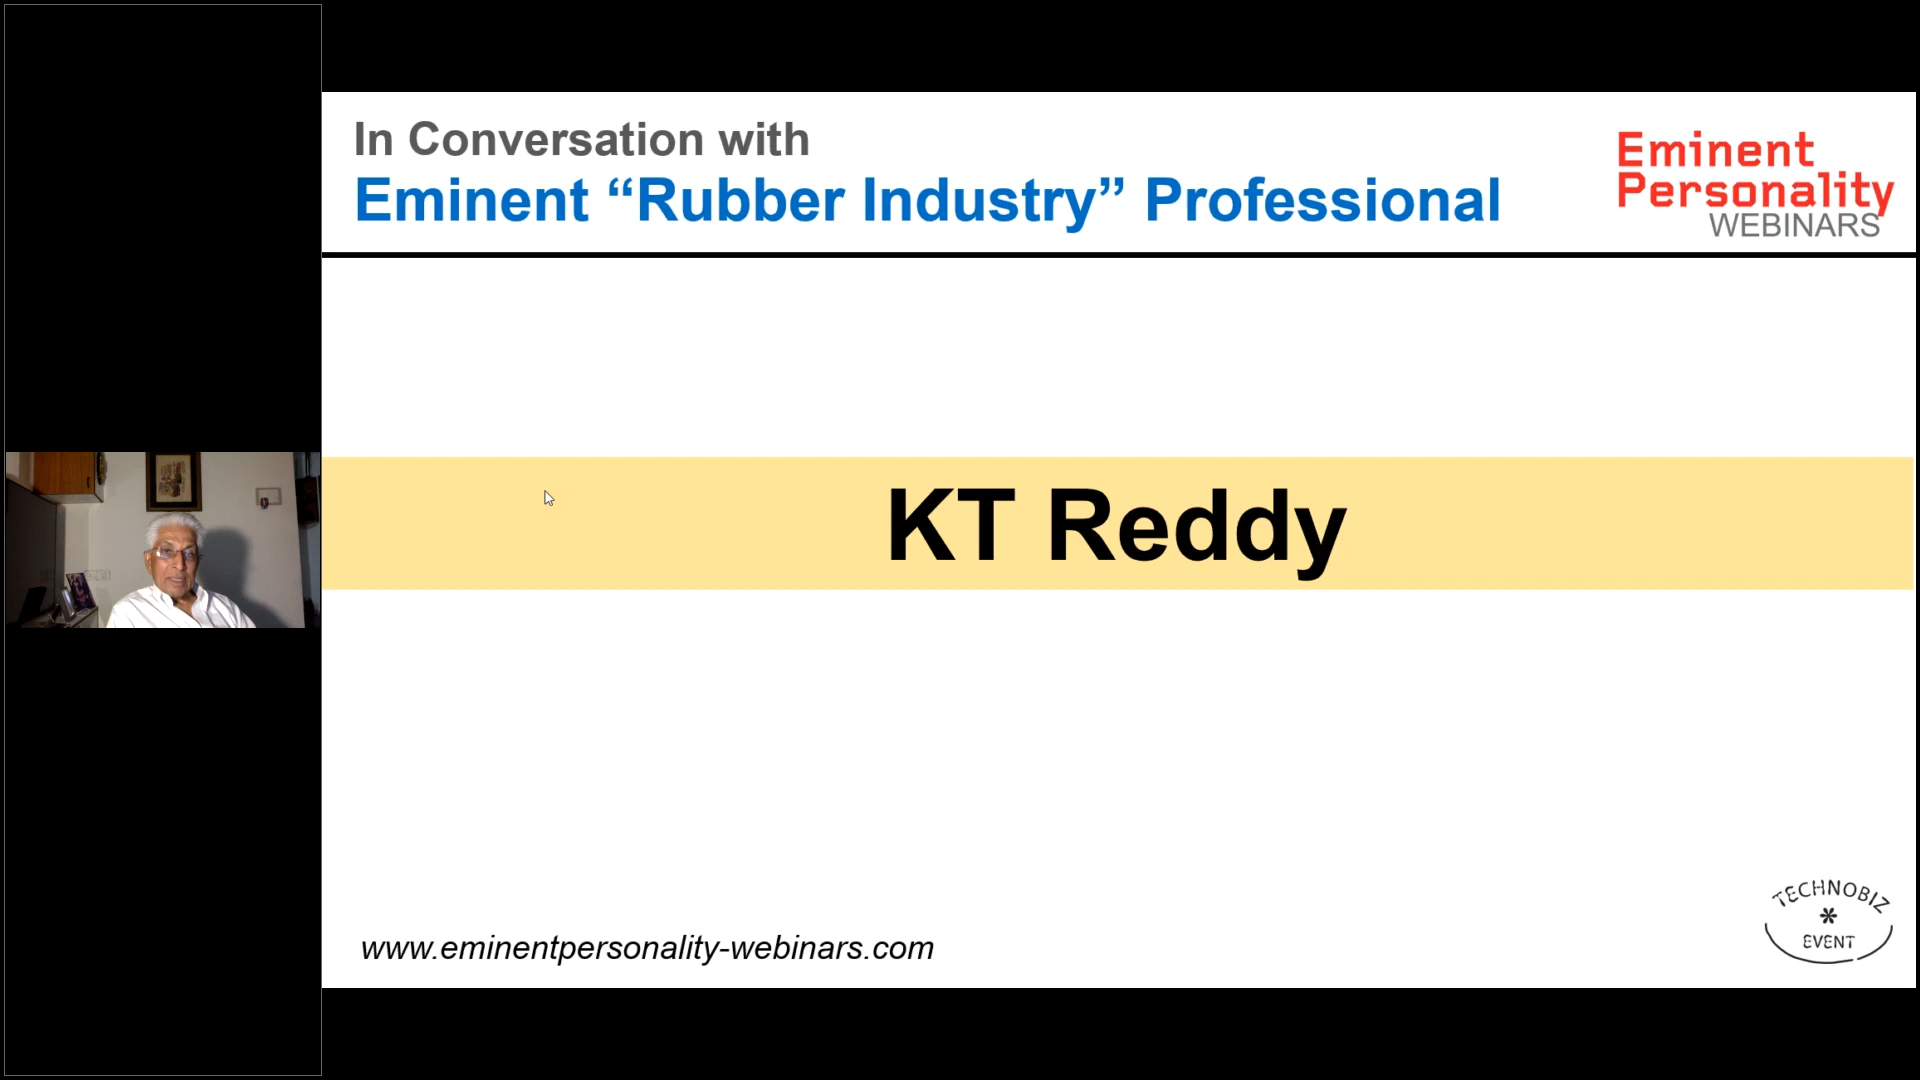 In Conversation with
Eminent “Rubber Industry” Professional
Eminent
Personality
WEBINARS
KT Reddy
www.eminentpersonality-webinars.com
TECHNOBIZ
*
EVENT